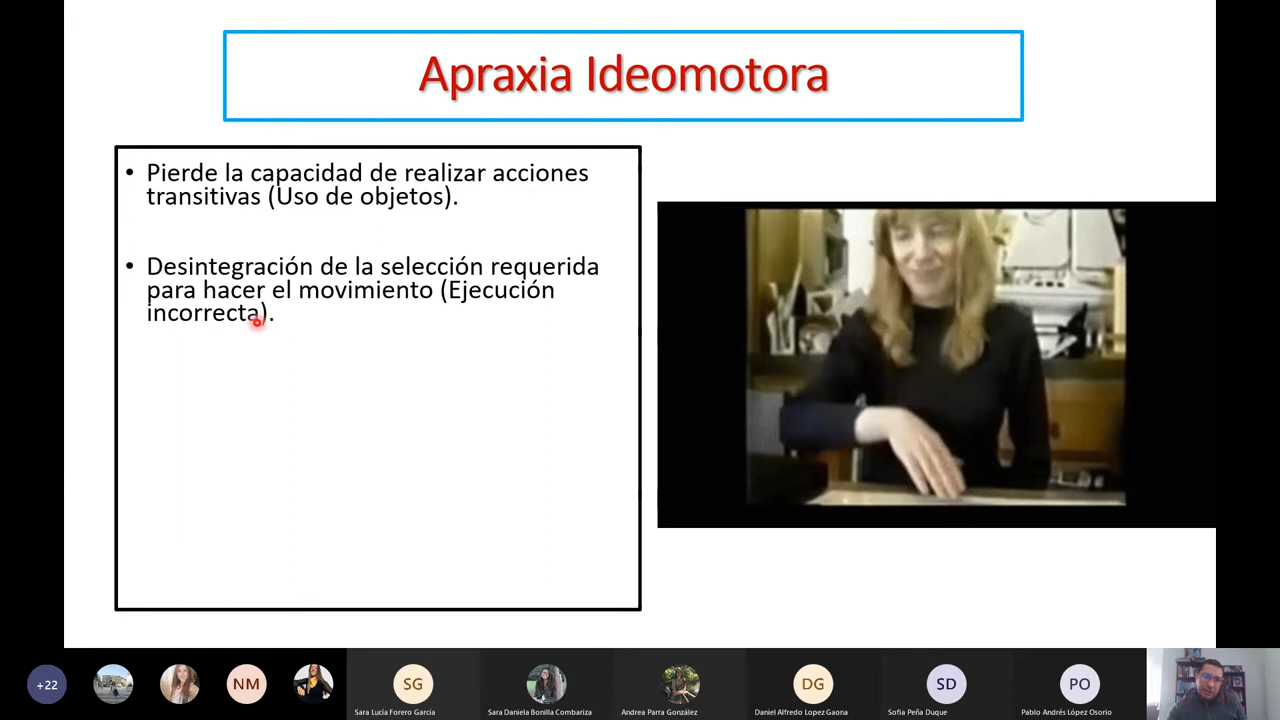 Apraxia Ideomotora
• Pierde la capacidad de realizar acciones
transitivas (Uso de objetos).
• Desintegración de la selección requerida
para hacer el movimiento (Ejecución
incorrecta).
+22
NM
SG
DG
SD
PO
Sara Lucía Forero García
Sara Daniela Bonilla Combariza
Andrea Parra González
Daniel Alfredo Lopez Gaona
Sofia Peña Duque
Pablo Andrés López Osorio